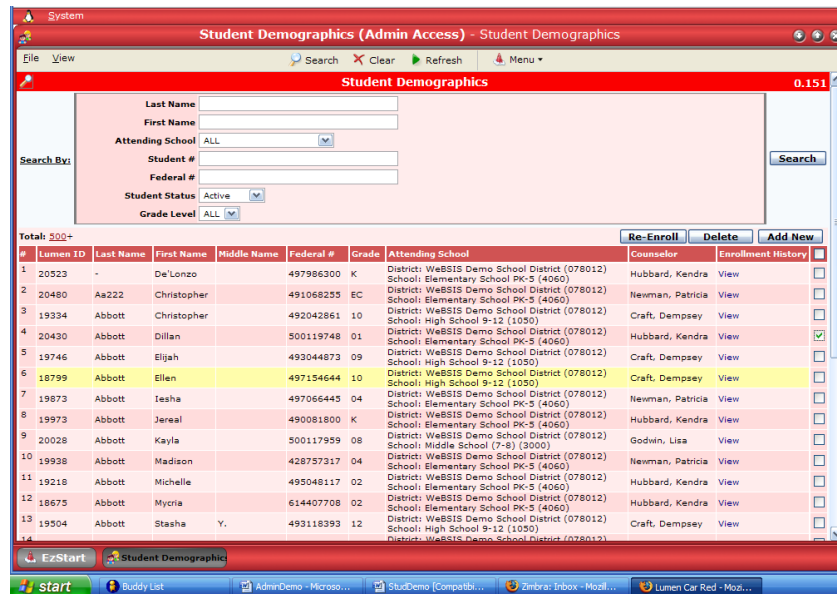 System
Student Demographics (Admin Access) - Student Demographics
File View Search Clear Refresh Menu
Student Demographics 0.151
Search By:
Last Name
First Name
Attending School ALL
Student #
Federal #
Student Status Active
Grade Level ALL
Search
Total: 500+ Re-Enroll Delete Add New
# Lumen ID Last Name First Name Middle Name Federal # Grade Attending School Counselor Enrollment History
1 20523 - De'Lonzo 497986300 K District: WeBSIS Demo School District (078012) Hubbard, Kendra View
School: Elementary School PK-5 (4060)
2 20480 Aa222 Christopher 491068255 EC District: WeBSIS Demo School District (078012) Newman, Patricia View
School: Elementary School PK-5 (4060)
3 19334 Abbott Christopher 492042861 10 District: WeBSIS Demo School District (078012) Craft, Dempsey View
School: High School 9-12 (1050)
4 20430 Abbott Dillan 500119748 01 District: WeBSIS Demo School District (078012) Hubbard, Kendra View
School: Elementary School PK-5 (4060)
5 19746 Abbott Elijah 493044873 09 District: WeBSIS Demo School District (078012) Craft, Dempsey View
School: High School 9-12 (1050)
6 18799 Abbott Ellen 497154644 10 District: WeBSIS Demo School District (078012) Craft, Dempsey View
School: High School 9-12 (1050)
7 19873 Abbott Iesha 497066445 04 District: WeBSIS Demo School District (078012) Newman, Patricia View
School: Elementary School PK-5 (4060)
8 19973 Abbott Jereal 490081800 K District: WeBSIS Demo School District (078012) Hubbard, Kendra View
School: Elementary School PK-5 (4060)
9 20028 Abbott Kayla 500117959 08 District: WeBSIS Demo School District (078012) Godwin, Lisa View
School: Middle School (7-8) (3000)
10 19938 Abbott Madison 428757317 04 District: WeBSIS Demo School District (078012) Newman, Patricia View
School: Elementary School PK-5 (4060)
11 19218 Abbott Michelle 495048117 02 District: WeBSIS Demo School District (078012) Hubbard, Kendra View
School: Elementary School PK-5 (4060)
12 18675 Abbott Mycria 614407708 02 District: WeBSIS Demo School District (078012) Hubbard, Kendra View
School: Elementary School PK-5 (4060)
13 19504 Abbott Stasha Y. 493118393 12 District: WeBSIS Demo School District (078012) Craft, Dempsey View
School: High School 9-12 (1050)
14 District: WeBSIS Demo School District (078012)
EzStart Student Demographics
start Buddy List AdminDemo - Microso... StudDemo [Compatibi... Zimbra: Inbox - Mozill... Lumen Car Red - Mozi...